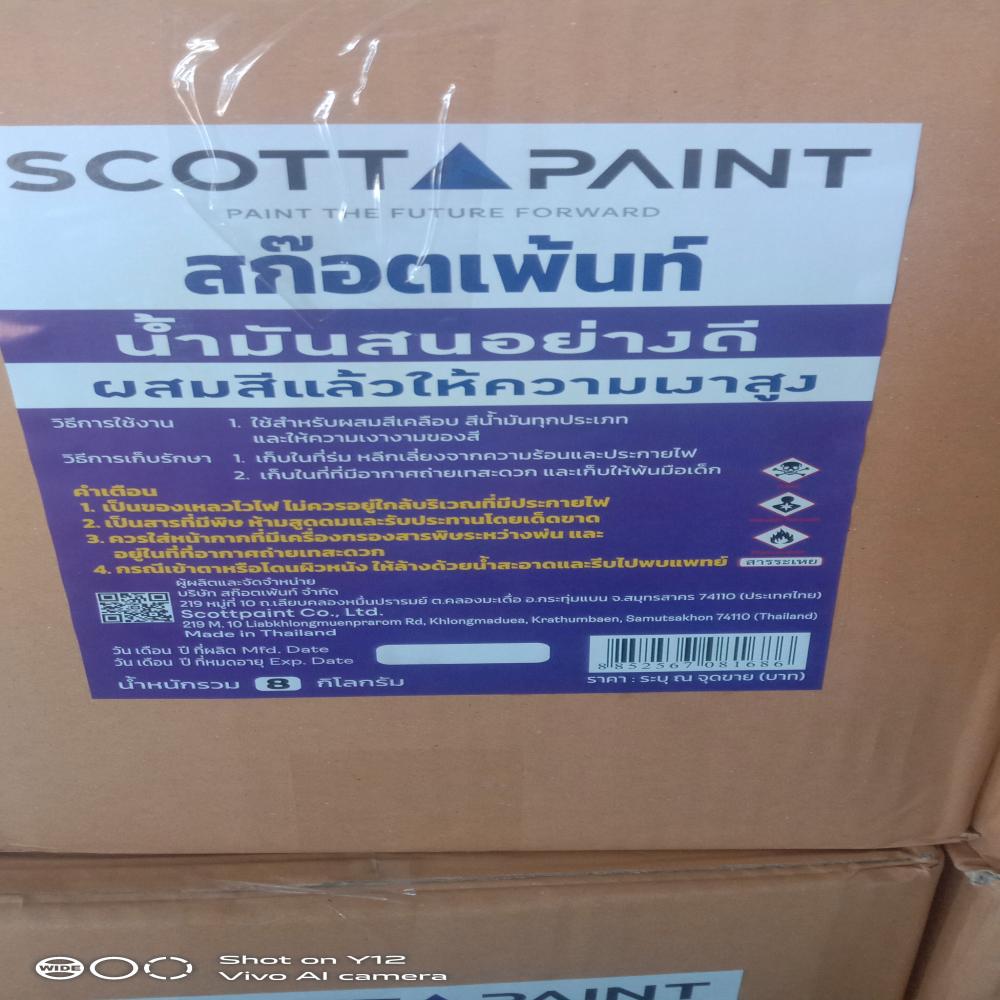 SCOTT PAINT
PAINT THE FUTURE FORWARD
สก๊อตเพ้นท์
น้ำมันสนอย่างดี
ผสมสีแล้วให้ความเงาสูง
วิธีการใช้งาน 1. ใช้สำหรับผสมสีเคลือบ สีน้ำมันทุกประเภท
และให้ความเงางามของสี
วิธีการเก็บรักษา 1. เก็บในที่ร่ม หลีกเลี่ยงจากความร้อนและประกายไฟ
2. เก็บในที่ที่มีอากาศถ่ายเทสะดวก และเก็บให้พ้นมือเด็ก
คำเตือน
1. เป็นของเหลวไวไฟ ไม่ควรอยู่ใกล้บริเวณที่มีประกายไฟ
2. เป็นสารที่มีพิษ ห้ามสูดดมและรับประทานโดยเด็ดขาด
3. ควรใส่หน้ากากที่มีเครื่องกรองสารพิษระหว่างพ่น และ
อยู่ในที่ที่อากาศถ่ายเทสะดวก
4. กรณีเข้าตาหรือโดนผิวหนัง ให้ล้างด้วยน้ำสะอาดและรีบไปพบแพทย์
สารระเหย
ผู้ผลิตและจัดจำหน่าย
บริษัท สก๊อตเพ้นท์ จำกัด
219 หมู่ที่ 10 ถ.เลียบคลองหมื่นปรารมย์ ต.คลองมะเดื่อ อ.กระทุ่มแบน จ.สมุทรสาคร 74110 (ประเทศไทย)
Scottpaint Co., Ltd.
219 M. 10 Liabkhlongmuenprarom Rd, Khlongmaduea, Krathumbaen, Samutsakhon 74110 (Thailand)
Made in Thailand
วัน เดือน ปี ที่ผลิต Mfd. Date
วัน เดือน ปี ที่หมดอายุ Exp. Date
8 852567 081686
น้ำหนักรวม 8 กิโลกรัม
ราคา : ระบุ ณ จุดขาย (บาท)
PAINT
WIDE
Shot on Y12
Vivo AI camera